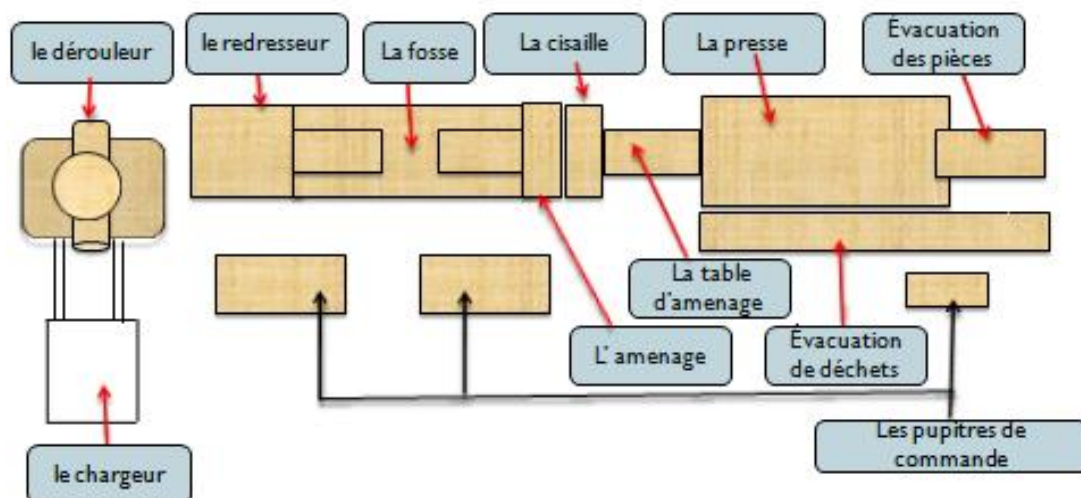 le dérouleur
le redresseur
La fosse
La cisaille
La presse
Évacuation
des pièces
La table
d'amenage
L' amenage
Évacuation
de déchets
Les pupitres de
commande
le chargeur